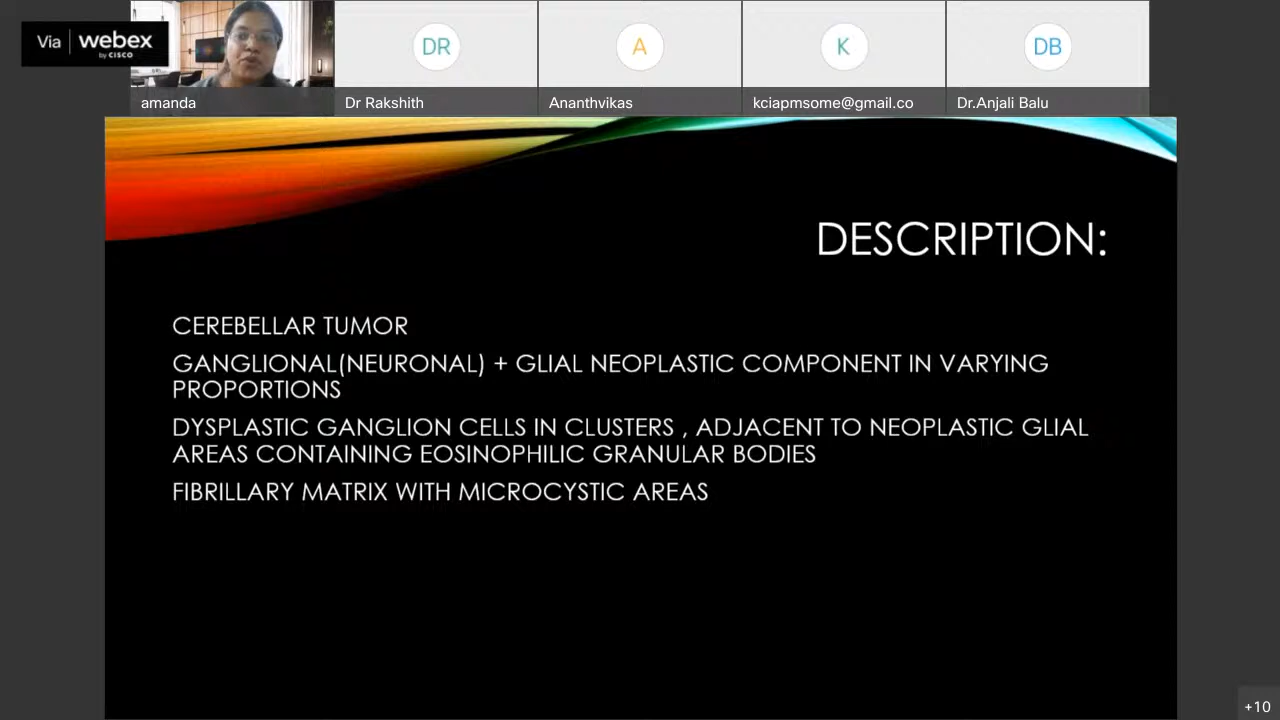 Via webex
by CISCO
DR
A
K
DB
amanda
Dr Rakshith
Ananthvikas
kciapmsome@gmail.co
Dr.Anjali Balu
DESCRIPTION:
CEREBELLAR TUMOR
GANGLIONAL(NEURONAL) + GLIAL NEOPLASTIC COMPONENT IN VARYING
PROPORTIONS
DYSPLASTIC GANGLION CELLS IN CLUSTERS , ADJACENT TO NEOPLASTIC GLIAL
AREAS CONTAINING EOSINOPHILIC GRANULAR BODIES
FIBRILLARY MATRIX WITH MICROCYSTIC AREAS
+10